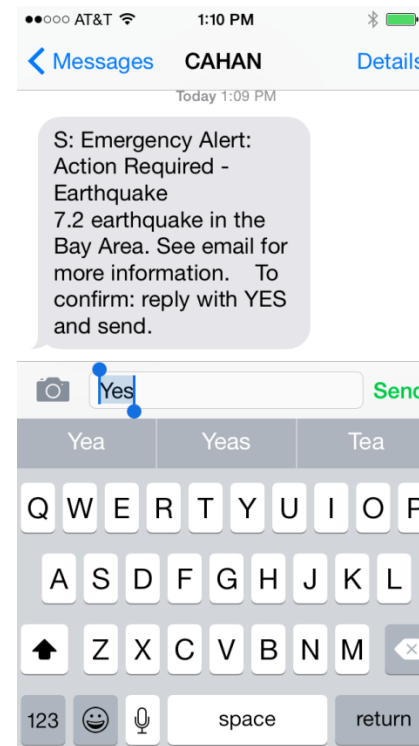 AT&T 1:10 PM
Messages CAHAN Details
Today 1:09 PM
S: Emergency Alert:
Action Required -
Earthquake
7.2 earthquake in the
Bay Area. See email for
more information. To
confirm: reply with YES
and send.
Yes Send
Yea Yeas Tea
Q W E R T Y U I O P
A S D F G H J K L
Z X C V B N M
123 space return